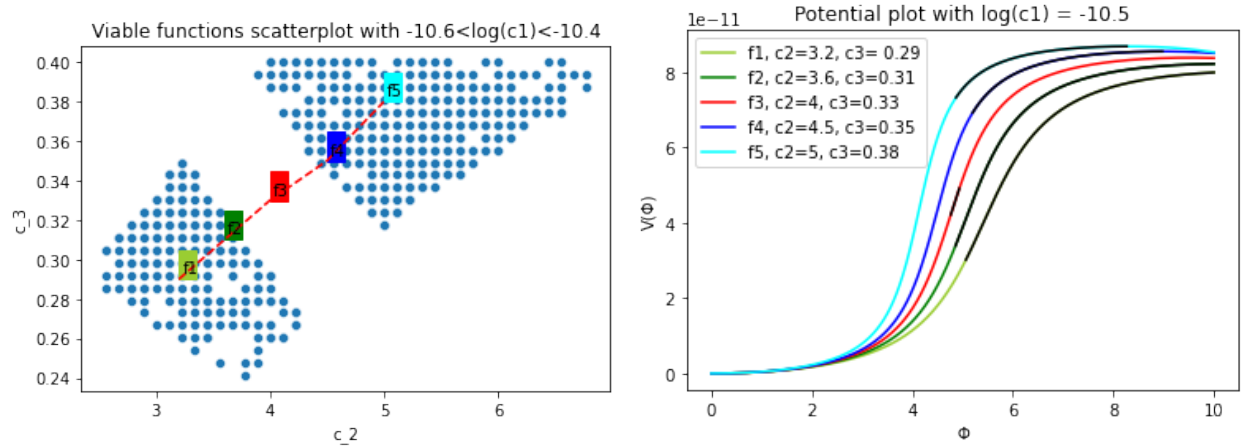 Viable functions scatterplot with -10.6<log(c1)<-10.4
0.40
0.38
0.36
0.34
0.32
0.30
0.28
0.26
0.24
c_3
f5
f4
f3
f2
f1
3
4
5
6
c_2
Potential plot with log(c1) = -10.5
1e-11
f1, c2=3.2, c3= 0.29
f2, c2=3.6, c3=0.31
f3, c2=4, c3=0.33
f4, c2=4.5, c3=0.35
f5, c2=5, c3=0.38
8
6
4
2
0
V(Φ)
0
2
4
6
8
10
Φ